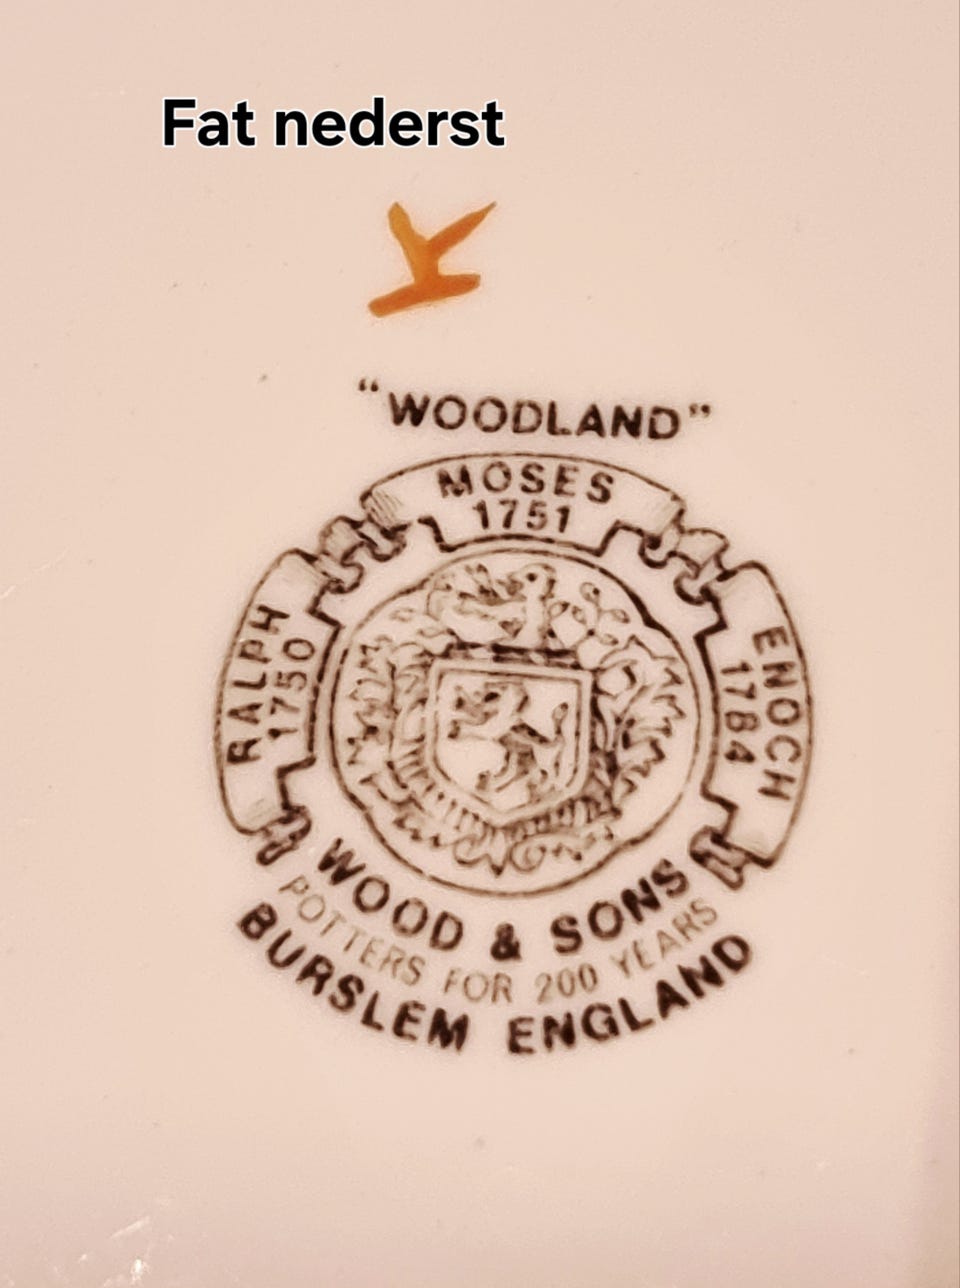 Fat nederst
"WOODLAND"
MOSES
1751
RALPH
1750
ENOCH
1784
WOOD & SONS
POTTERS FOR 200 YEARS
BURSLEM ENGLAND